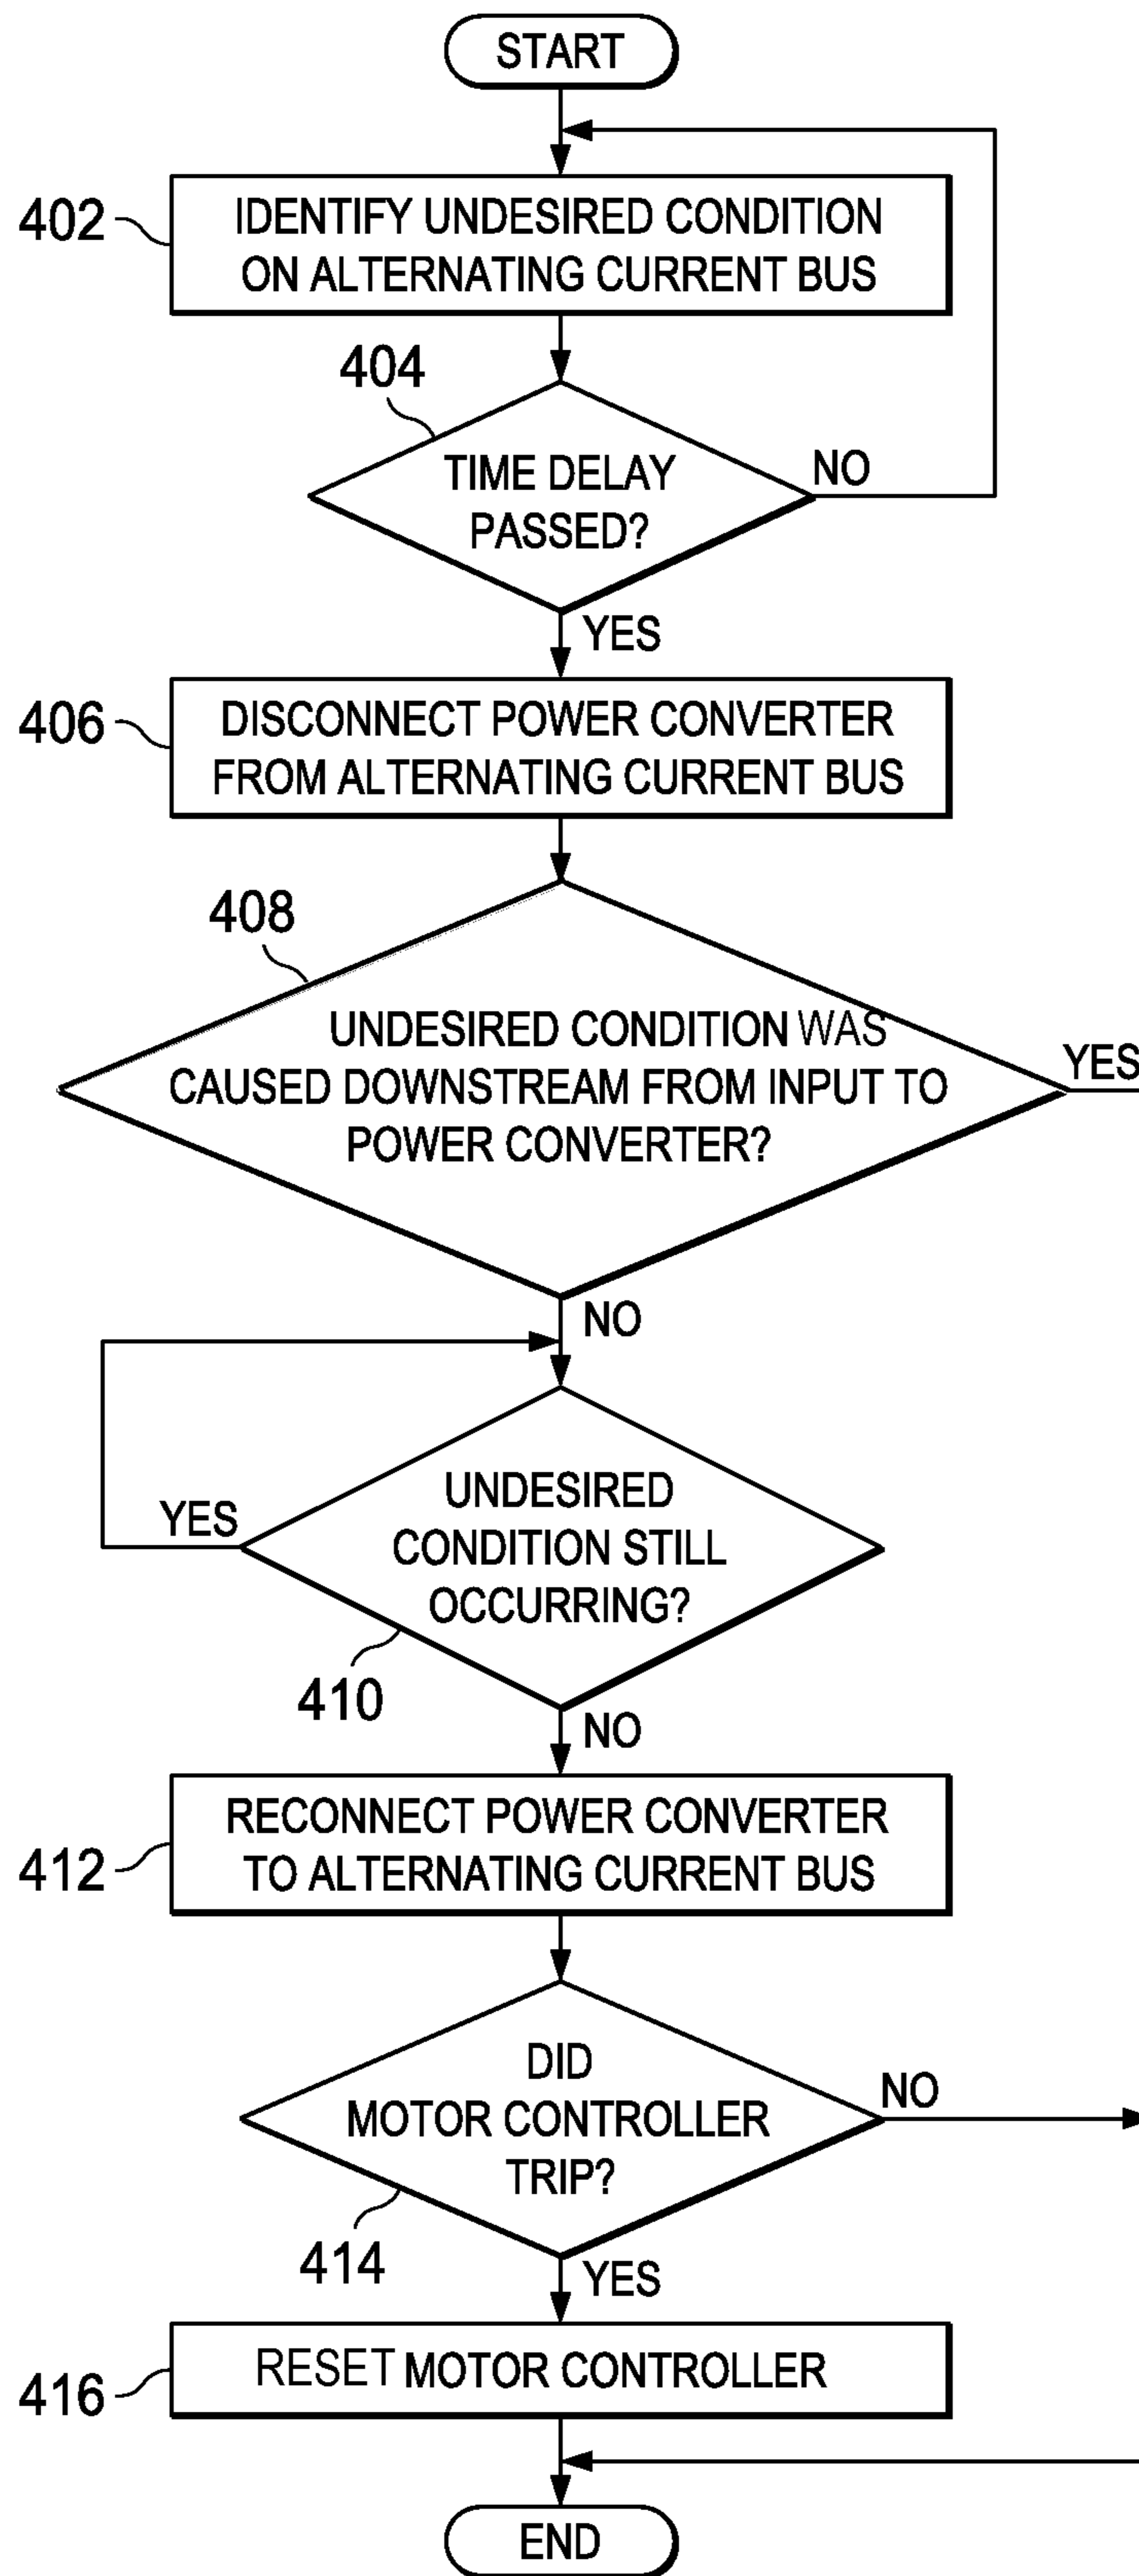 START
402
IDENTIFY UNDESIRED CONDITION
ON ALTERNATING CURRENT BUS
404
TIME DELAY
PASSED?
NO
YES
406
DISCONNECT POWER CONVERTER
FROM ALTERNATING CURRENT BUS
408
UNDESIRED CONDITION WAS
CAUSED DOWNSTREAM FROM INPUT TO
POWER CONVERTER?
YES
NO
UNDESIRED
CONDITION STILL
OCCURRING?
YES
410
NO
412
RECONNECT POWER CONVERTER
TO ALTERNATING CURRENT BUS
DID
MOTOR CONTROLLER
TRIP?
NO
414
YES
416
RESET MOTOR CONTROLLER
END